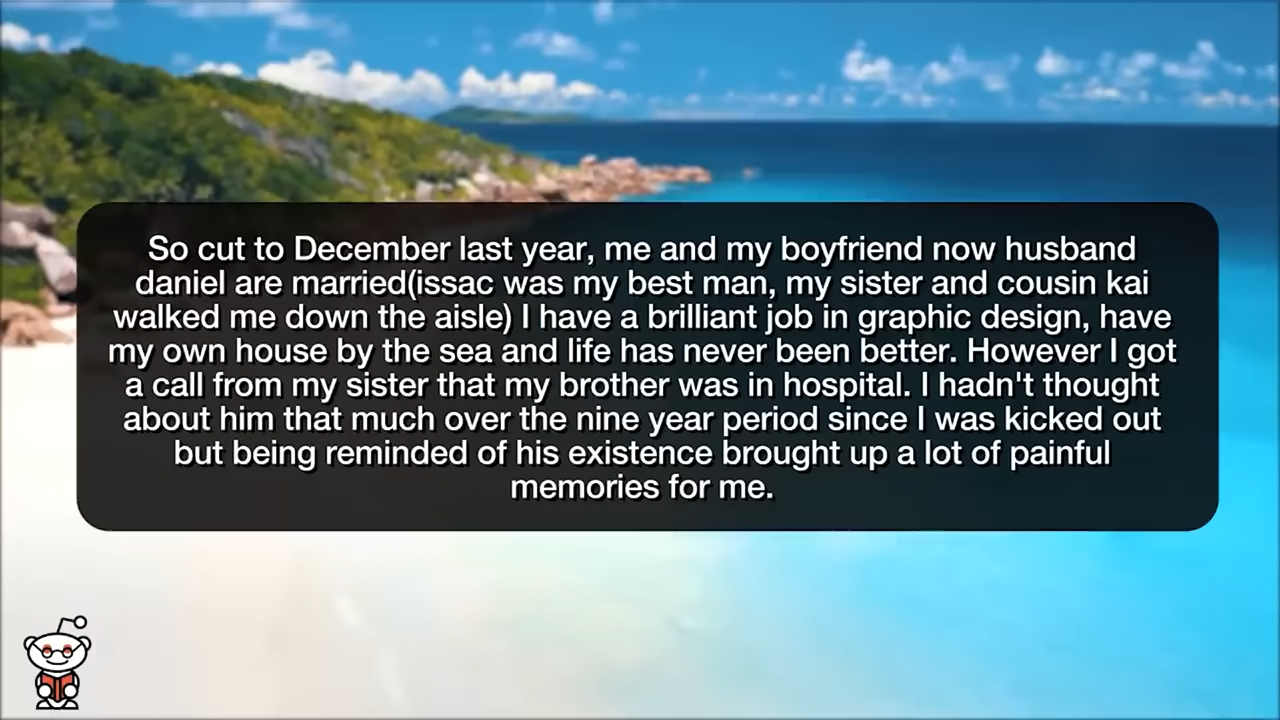 So cut to December last year, me and my boyfriend now husband
daniel are married(issac was my best man, my sister and cousin kai
walked me down the aisle) I have a brilliant job in graphic design, have
my own house by the sea and life has never been better. However I got
a call from my sister that my brother was in hospital. I hadn't thought
about him that much over the nine year period since I was kicked out
but being reminded of his existence brought up a lot of painful
memories for me.